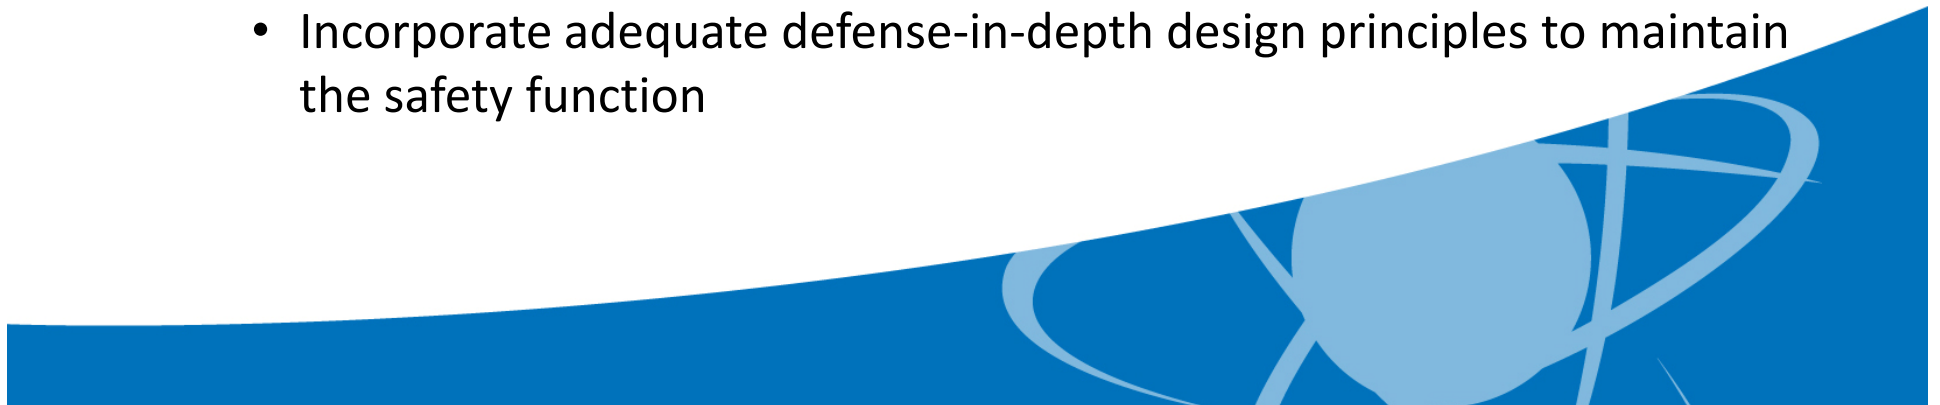 • Incorporate adequate defense-in-depth design principles to maintain
the safety function